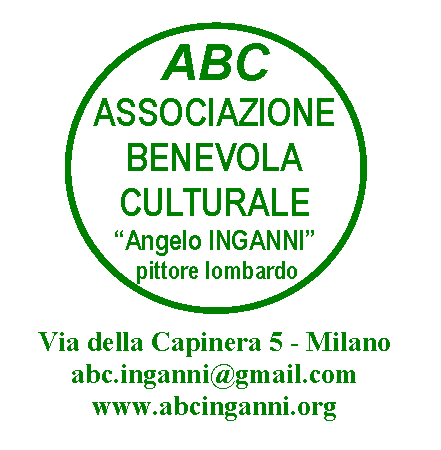 ABC
ASSOCIAZIONE
BENEVOLA
CULTURALE
“Angelo INGANNI”
pittore lombardo
Via della Capinera 5 - Milano
abc.inganni@gmail.com
www.abcinganni.org